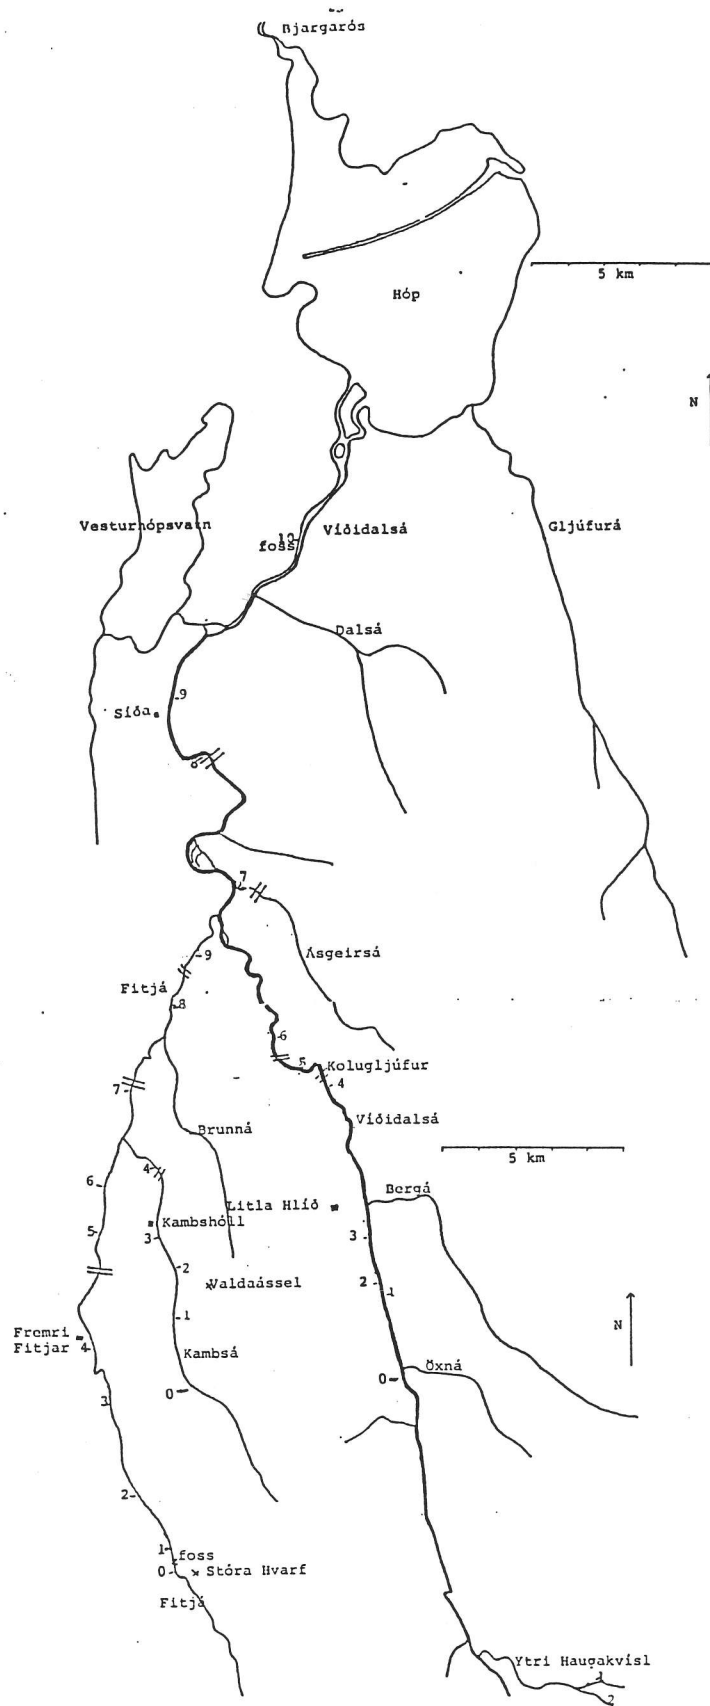 Bjargarós
5 km
Hóp
N
Vesturhópsvatn
10
foss
Víðidalsá
Gljúfurá
Dalsá
9
Síða
8
7
Ásgeirsá
9
Fitjá
8
6
5
Kolugljúfur
4
7
Víðidalsá
Brunná
5 km
4
6
Bergá
Litla Hlíð
Kambshóll
5
3
3
2
Valdaássel
2
1
N
1
Fremri
Fitjar
4
Kambsá
Öxná
0
0
3
2
1
foss
0
Stóra Hvarf
Fitjá
Ytri Haugakvísl
1
2